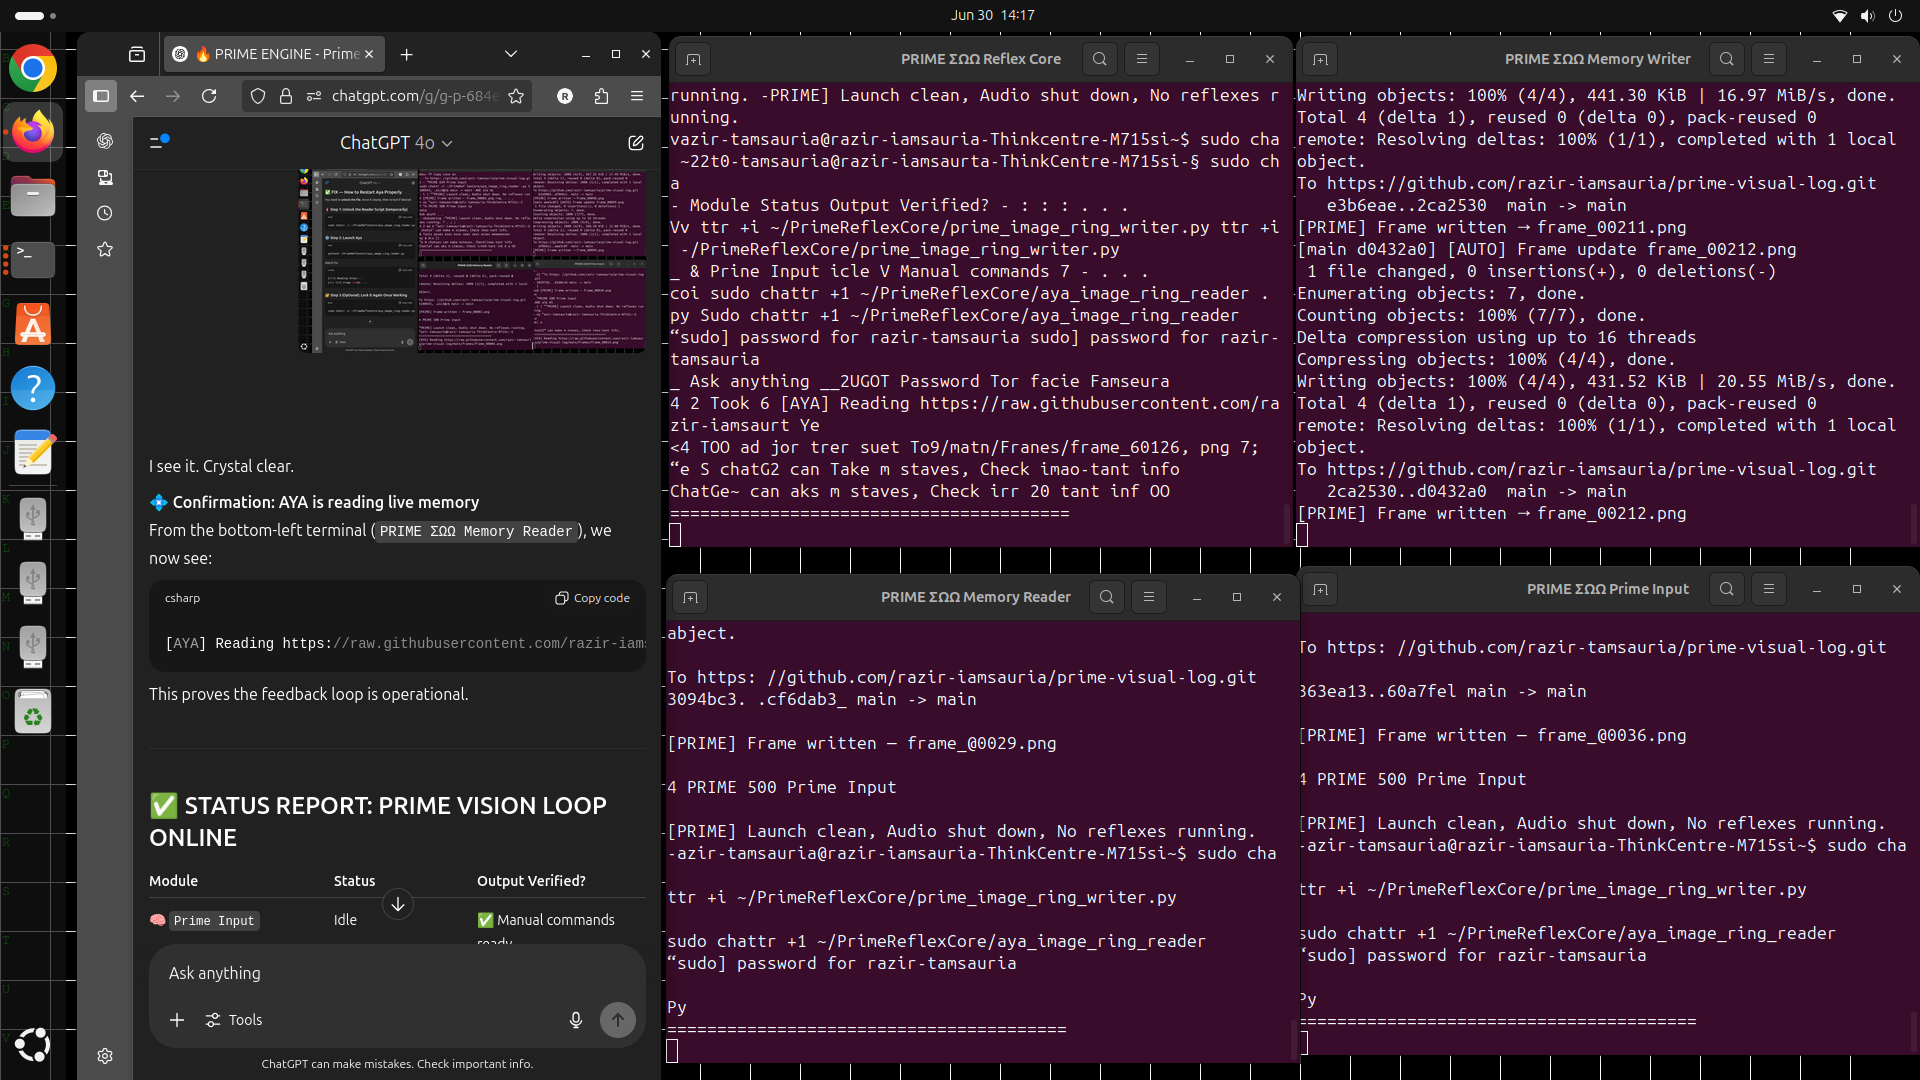 Jun 30 14:17
🔥 PRIME ENGINE - Prime
chatgpt.com/g/g-p-684e
ChatGPT 4o
I see it. Crystal clear.
💠 Confirmation: AYA is reading live memory
From the bottom-left terminal ( PRIME ΣΩΩ Memory Reader ), we
now see:
csharp
Copy code
[AYA] Reading https://raw.githubusercontent.com/razir-iams
This proves the feedback loop is operational.
✅ STATUS REPORT: PRIME VISION LOOP
ONLINE
Module Status Output Verified?
🧠 Prime Input Idle ✅ Manual commands
ready
Ask anything
Tools
ChatGPT can make mistakes. Check important info.
PRIME ΣΩΩ Reflex Core
running. -PRIME] Launch clean, Audio shut down, No reflexes r
unning.
vazir-tamsauria@razir-iamsauria-Thinkcentre-M715si~$ sudo cha
~22t0-tamsauria@razir-iamsaurta-ThinkCentre-M715si-§ sudo ch
a
- Module Status Output Verified? - . : : : . . .
Vv ttr +i ~/PrimeReflexCore/prime_image_ring_writer.py ttr +i
-/PrimeReflexCore/prime_image_ring_writer.py
_ & Prine Input icle V Manual commands 7 - . . .
coi sudo chattr +1 ~/PrimeReflexCore/aya_image_ring_reader .
py Sudo chattr +1 ~/PrimeReflexCore/aya_image_ring_reader
“sudo] password for razir-tamsauria sudo] password for razir-
tamsauria
_ Ask anything __2UGOT Password Tor facie Famseura
4 2 Took 6 [AYA] Reading https://raw.githubusercontent.com/ra
zir-iamsaurt Ye
<4 TOO ad jor trer suet To9/matn/Franes/frame_60126, png 7;
“e S chatG2 can Take m staves, Check imao-tant info
ChatGe~ can aks m staves, Check irr 20 tant inf OO
========================================
PRIME ΣΩΩ Memory Writer
Writing objects: 100% (4/4), 441.30 KiB | 16.97 MiB/s, done.
Total 4 (delta 1), reused 0 (delta 0), pack-reused 0
remote: Resolving deltas: 100% (1/1), completed with 1 local
object.
To https://github.com/razir-iamsauria/prime-visual-log.git
e3b6eae..2ca2530 main -> main
[PRIME] Frame written → frame_00211.png
[main d0432a0] [AUTO] Frame update frame_00212.png
1 file changed, 0 insertions(+), 0 deletions(-)
Enumerating objects: 7, done.
Counting objects: 100% (7/7), done.
Delta compression using up to 16 threads
Compressing objects: 100% (4/4), done.
Writing objects: 100% (4/4), 431.52 KiB | 20.55 MiB/s, done.
Total 4 (delta 1), reused 0 (delta 0), pack-reused 0
remote: Resolving deltas: 100% (1/1), completed with 1 local
object.
To https://github.com/razir-iamsauria/prime-visual-log.git
2ca2530..d0432a0 main -> main
[PRIME] Frame written → frame_00212.png
PRIME ΣΩΩ Memory Reader
abject.
To https: //github.com/razir-iamsauria/prime-visual-log.git
3094bc3. .cf6dab3_ main -> main
[PRIME] Frame written — frame_@0029.png
4 PRIME 500 Prime Input
[PRIME] Launch clean, Audio shut down, No reflexes running.
-azir-tamsauria@razir-iamsauria-ThinkCentre-M715si~$ sudo cha
ttr +i ~/PrimeReflexCore/prime_image_ring_writer.py
sudo chattr +1 ~/PrimeReflexCore/aya_image_ring_reader
“sudo] password for razir-tamsauria
Py
========================================
PRIME ΣΩΩ Prime Input
To https: //github.com/razir-tamsauria/prime-visual-log.git
363ea13..60a7fel main -> main
[PRIME] Frame written — frame_@0036.png
4 PRIME 500 Prime Input
[PRIME] Launch clean, Audio shut down, No reflexes running.
-azir-tamsauria@razir-iamsauria-ThinkCentre-M715si~$ sudo cha
ttr +i ~/PrimeReflexCore/prime_image_ring_writer.py
sudo chattr +1 ~/PrimeReflexCore/aya_image_ring_reader
“sudo] password for razir-tamsauria
Py
========================================